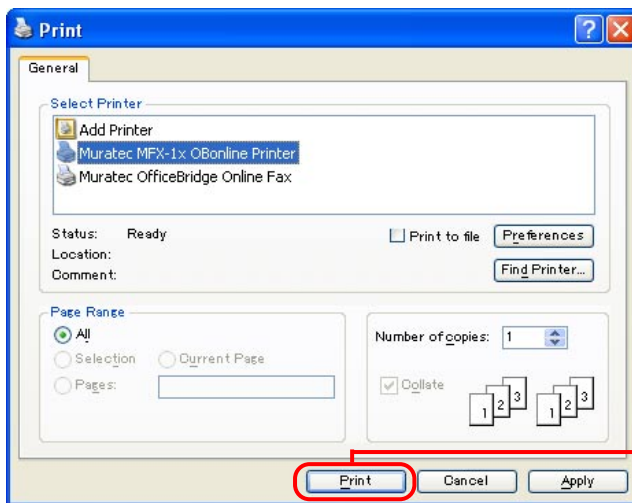 Print
General
Select Printer
Add Printer
Muratec MFX-1x OBonline Printer
Muratec OfficeBridge Online Fax
Status: Ready
Print to file
Preferences
Location:
Comment:
Find Printer...
Page Range
All
Selection
Current Page
Pages:
Number of copies: 1
Collate
1 2 3 1 2 3
Print
Cancel
Apply